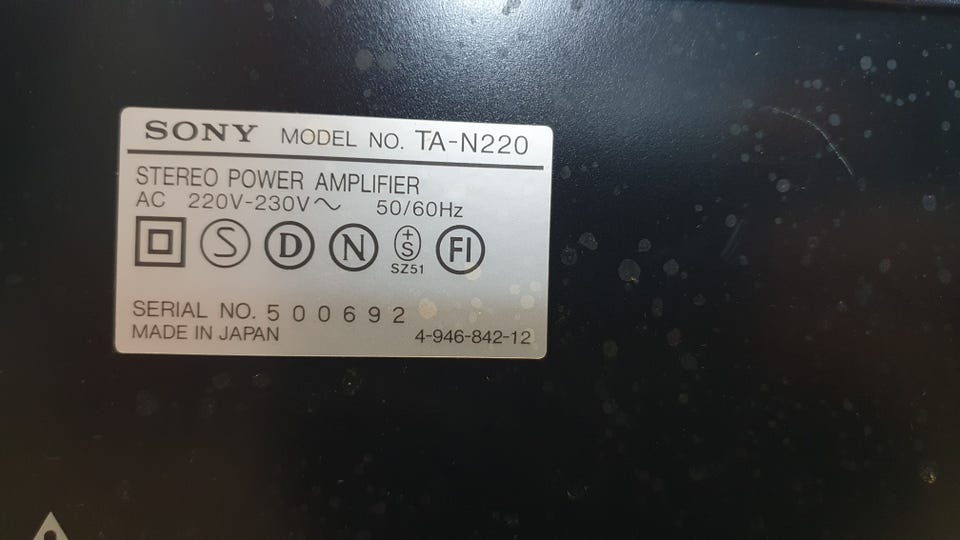 SONY MODEL NO. TA-N220
STEREO POWER AMPLIFIER
AC 220V-230V~ 50/60Hz
S D N +S FI
SZ51
SERIAL NO. 500692
MADE IN JAPAN 4-946-842-12